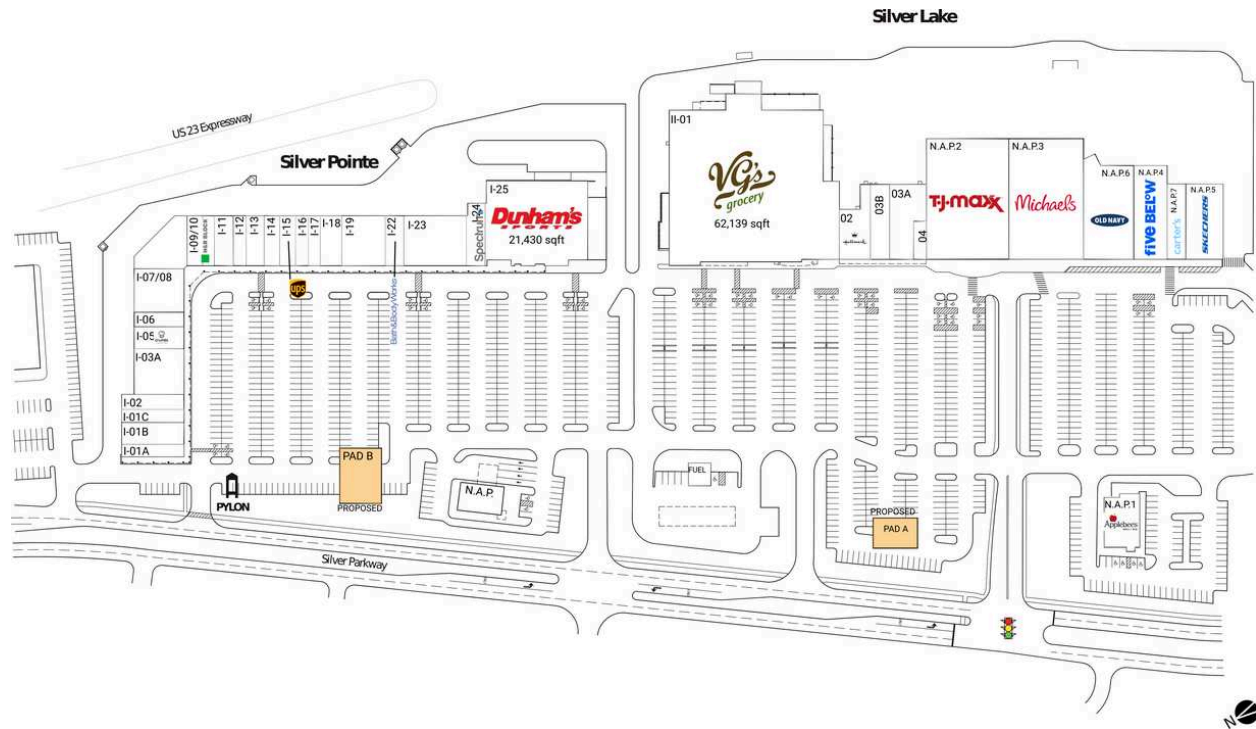 Silver Lake
US 23 Expressway
Silver Pointe
II-01
VG's
grocery
62,139 sqft
02
03B
03A
04
N.A.P.2
T·J·maxx
N.A.P.3
Michaels
N.A.P.6
OLD NAVY
N.A.P.4
five BELOW
N.A.P.7
carter's
N.A.P.5
SKECHERS
I-25
Dunham's
SPORTS
21,430 sqft
I-24
Spectrum
I-23
I-22
Bath&BodyWorks
I-19
I-18
I-17
I-16
I-15
ups
I-14
I-13
I-12
I-11
I-09/10
H&R BLOCK
I-07/08
I-06
I-05
I-03A
I-02
I-01C
I-01B
I-01A
PYLON
PAD B
PROPOSED
N.A.P.
FUEL
PROPOSED
PAD A
N.A.P.1
Applebee's
Silver Parkway
N